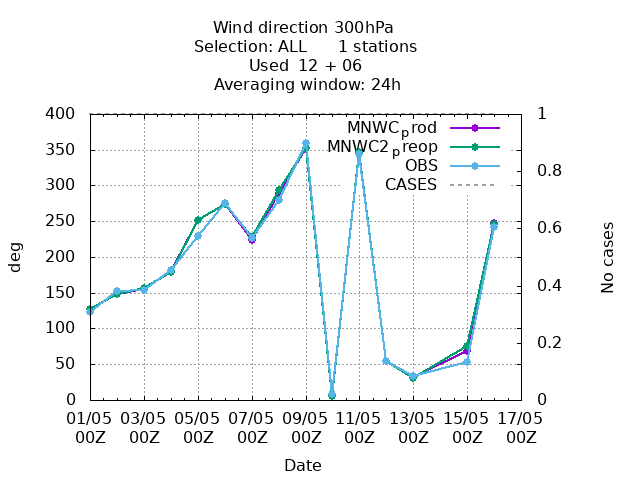 Wind direction 300hPa
Selection: ALL 1 stations
Used 12 + 06
Averaging window: 24h
400 1
MNWCprod
350
MNWC2preop
OBS
0.8
CASES
300
250
0.6
200
deg
No cases
150
0.4
100
0.2
50
0 0
01/05 03/05 05/05 07/05 09/05 11/05 13/05 15/05 17/05
00Z 00Z 00Z 00Z 00Z 00Z 00Z 00Z 00Z
Date